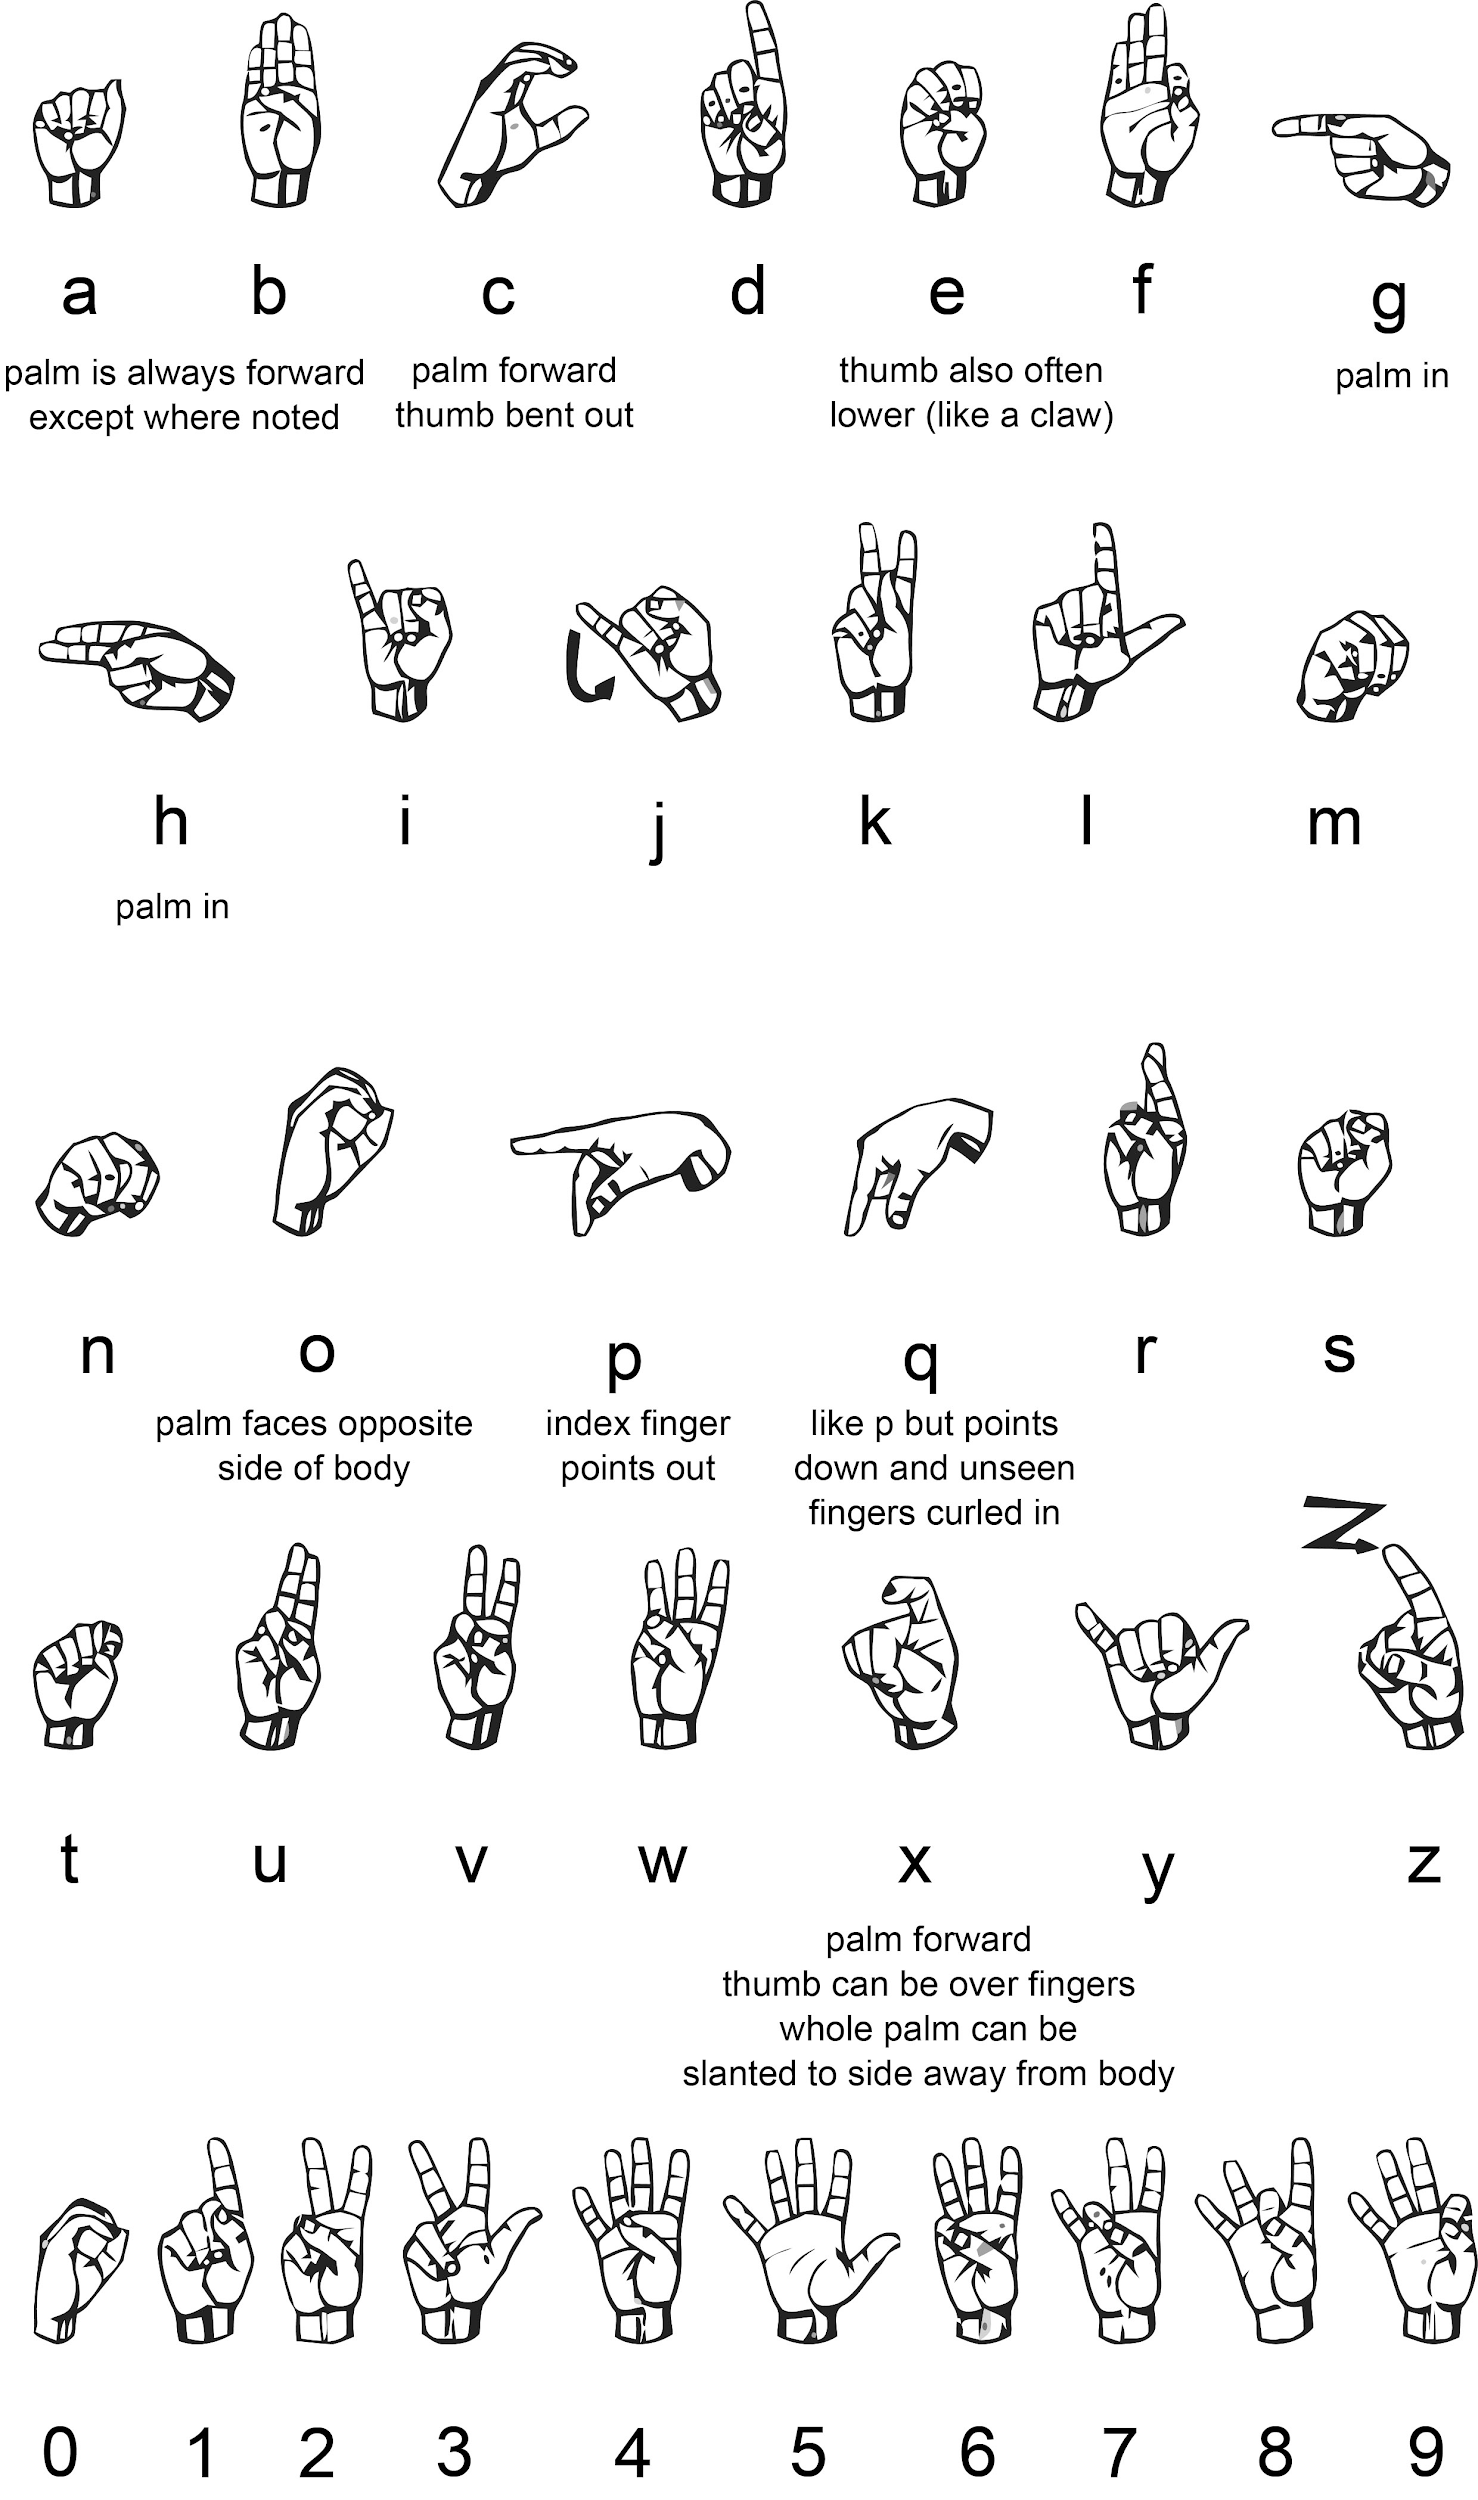 a b c d e f g
palm is always forward
except where noted
palm forward
thumb bent out
thumb also often
lower (like a claw)
palm in
h i j k l m
palm in
n o p q r s
palm faces opposite
side of body
index finger
points out
like p but points
down and unseen
fingers curled in
Z
t u v w x y z
palm forward
thumb can be over fingers
whole palm can be
slanted to side away from body
0 1 2 3 4 5 6 7 8 9